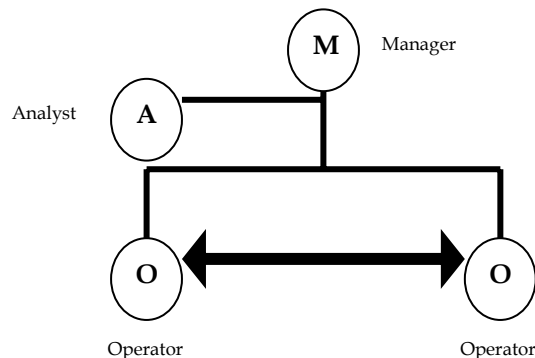 M
Manager
Analyst
A
O
O
Operator
Operator